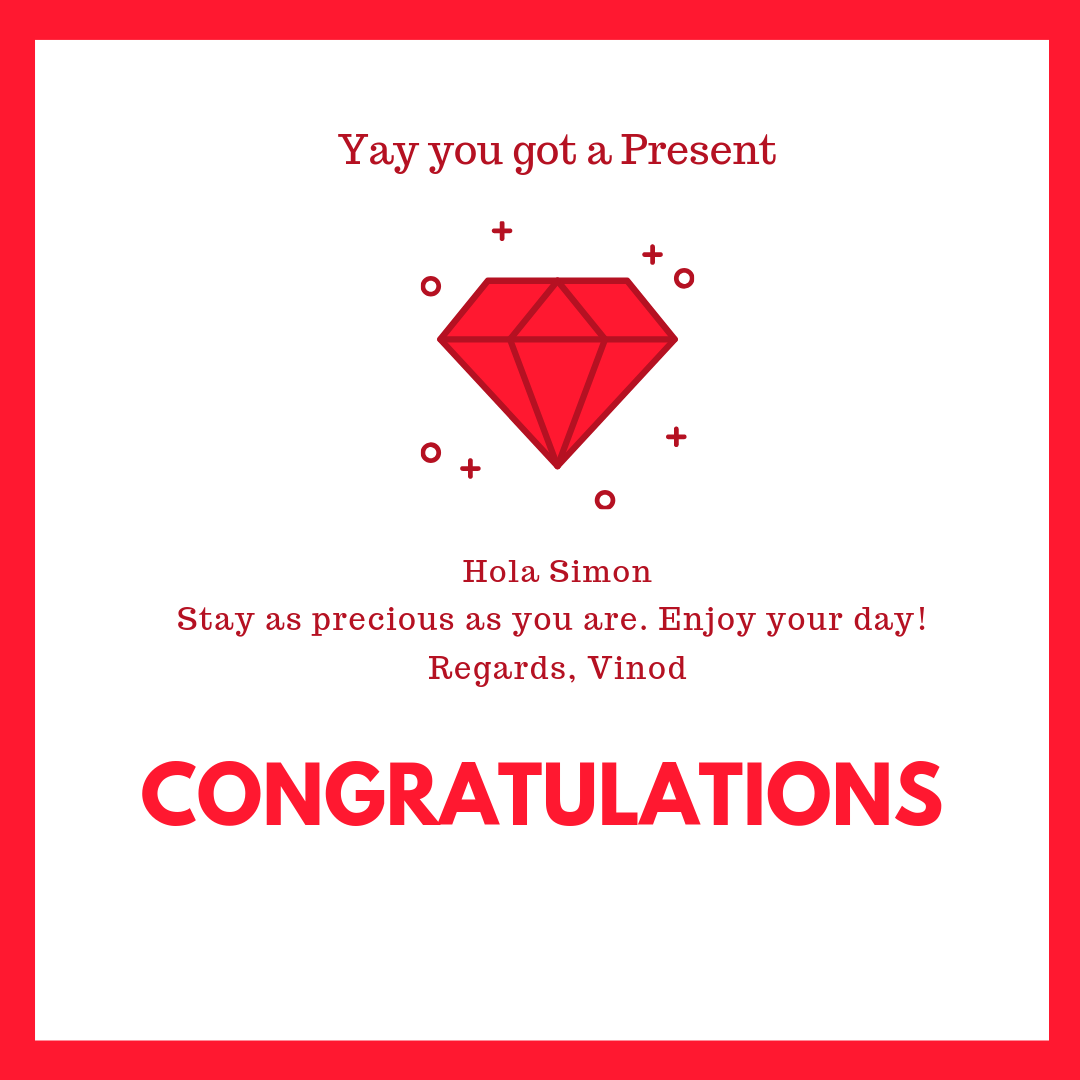 Yay you got a Present
Hola Simon
Stay as precious as you are. Enjoy your day!
Regards, Vinod
CONGRATULATIONS